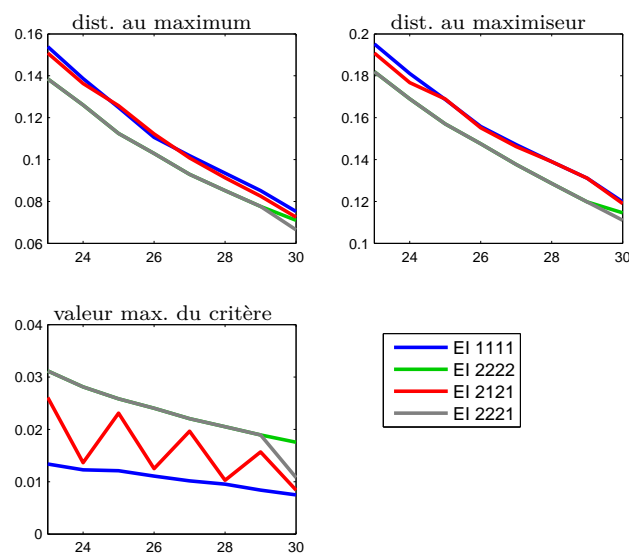 dist. au maximum
0.16
0.14
0.12
0.1
0.08
0.06
24 26 28 30
dist. au maximiseur
0.2
0.18
0.16
0.14
0.12
0.1
24 26 28 30
valeur max. du critère
0.04
0.03
0.02
0.01
0
24 26 28 30
EI 1111
EI 2222
EI 2121
EI 2221